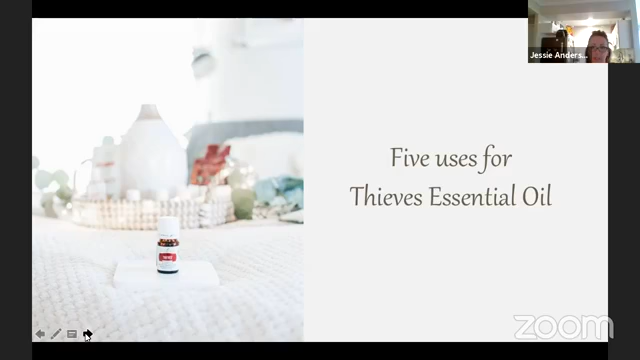 Jessie Anders...
Five uses for
Thieves Essential Oil
zoom